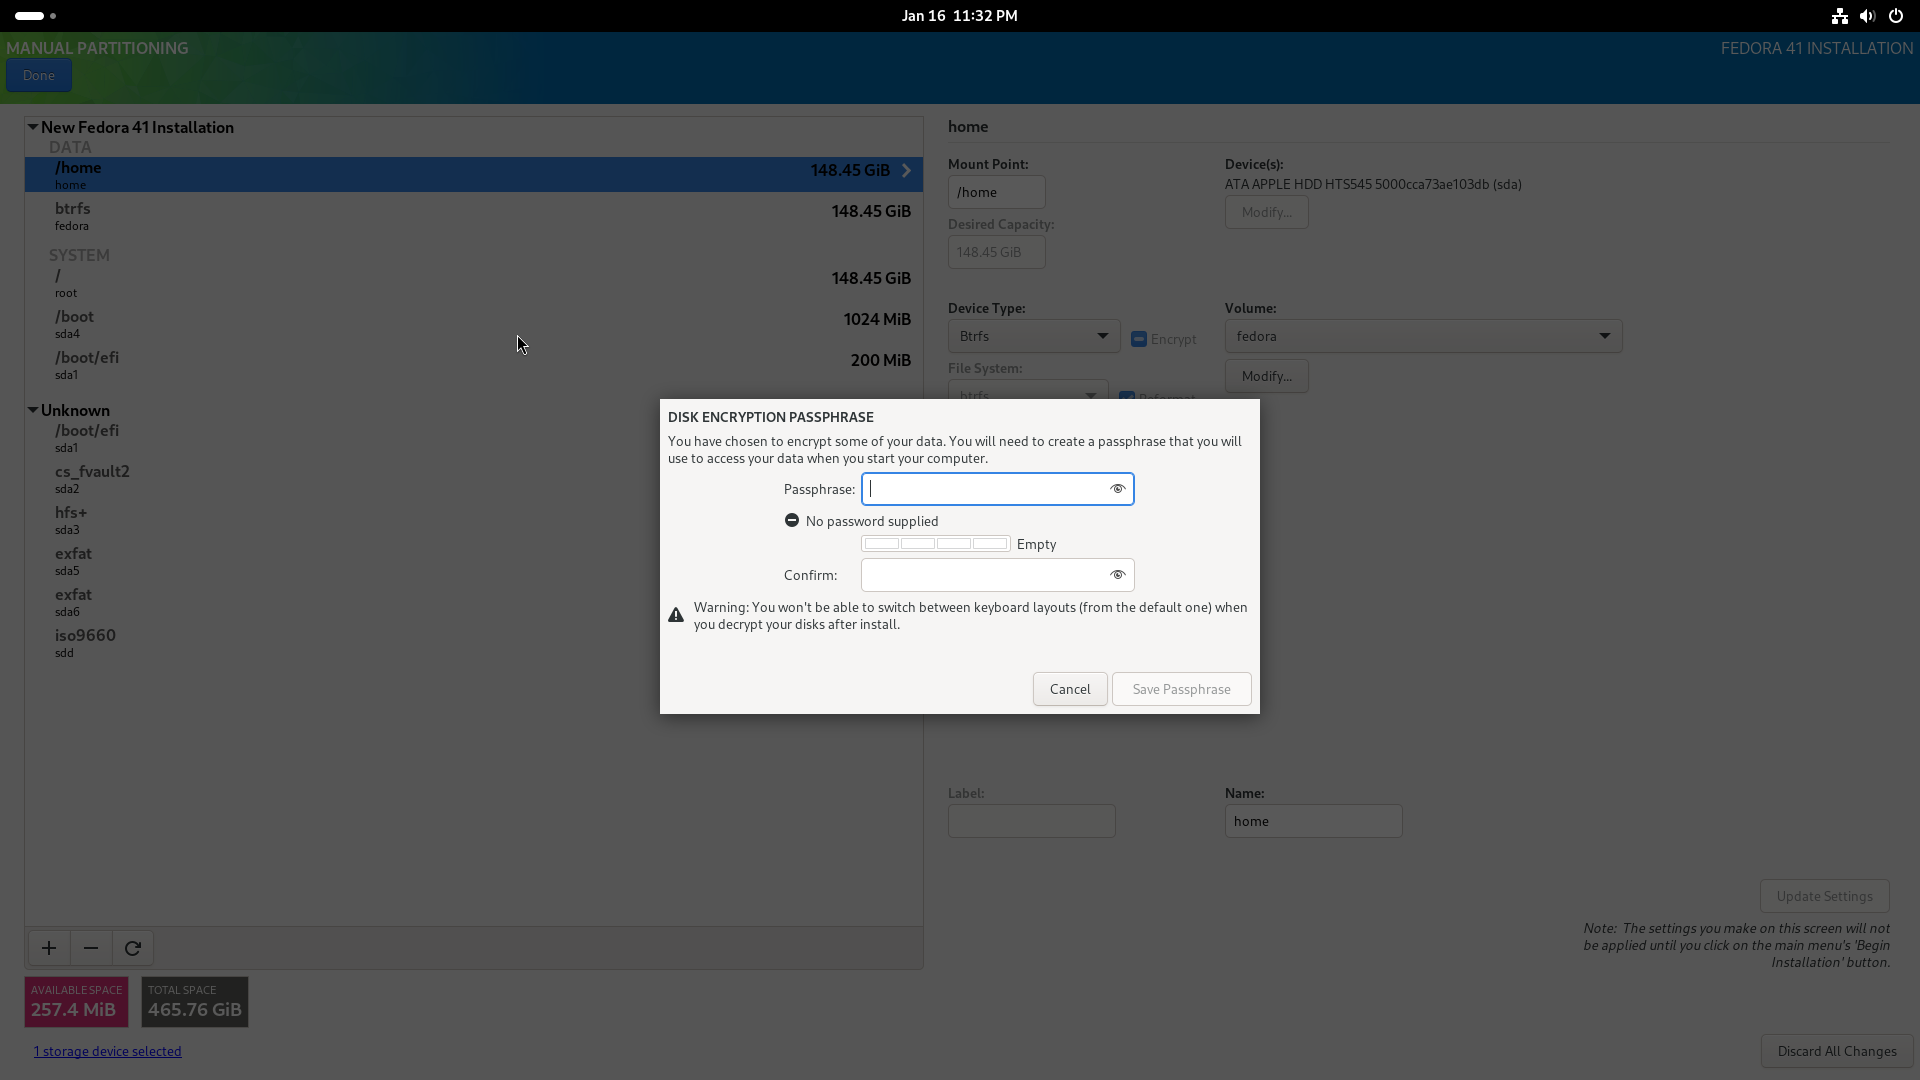 Jan 16 11:32 PM
MANUAL PARTITIONING
FEDORA 41 INSTALLATION
Done
New Fedora 41 Installation
DATA
/home
148.45 GiB
home
btrfs
148.45 GiB
fedora
SYSTEM
/
148.45 GiB
root
/boot
1024 MiB
sda4
/boot/efi
200 MiB
sda1
Unknown
/boot/efi
sda1
cs_fvault2
sda2
hfs+
sda3
exfat
sda5
exfat
sda6
iso9660
sdd
AVAILABLE SPACE
257.4 MiB
TOTAL SPACE
465.76 GiB
1 storage device selected
home
Mount Point:
/home
Device(s):
ATA APPLE HDD HTS545 5000cca73ae103db (sda)
Modify...
Desired Capacity:
148.45 GiB
Device Type:
Btrfs
Encrypt
Volume:
fedora
Modify...
File System:
btrfs
Reformat
DISK ENCRYPTION PASSPHRASE
You have chosen to encrypt some of your data. You will need to create a passphrase that you will
use to access your data when you start your computer.
Passphrase:
No password supplied
Empty
Confirm:
Warning: You won't be able to switch between keyboard layouts (from the default one) when
you decrypt your disks after install.
Cancel
Save Passphrase
Label:
Name:
home
Update Settings
Note: The settings you make on this screen will not
be applied until you click on the main menu's 'Begin
Installation' button.
Discard All Changes